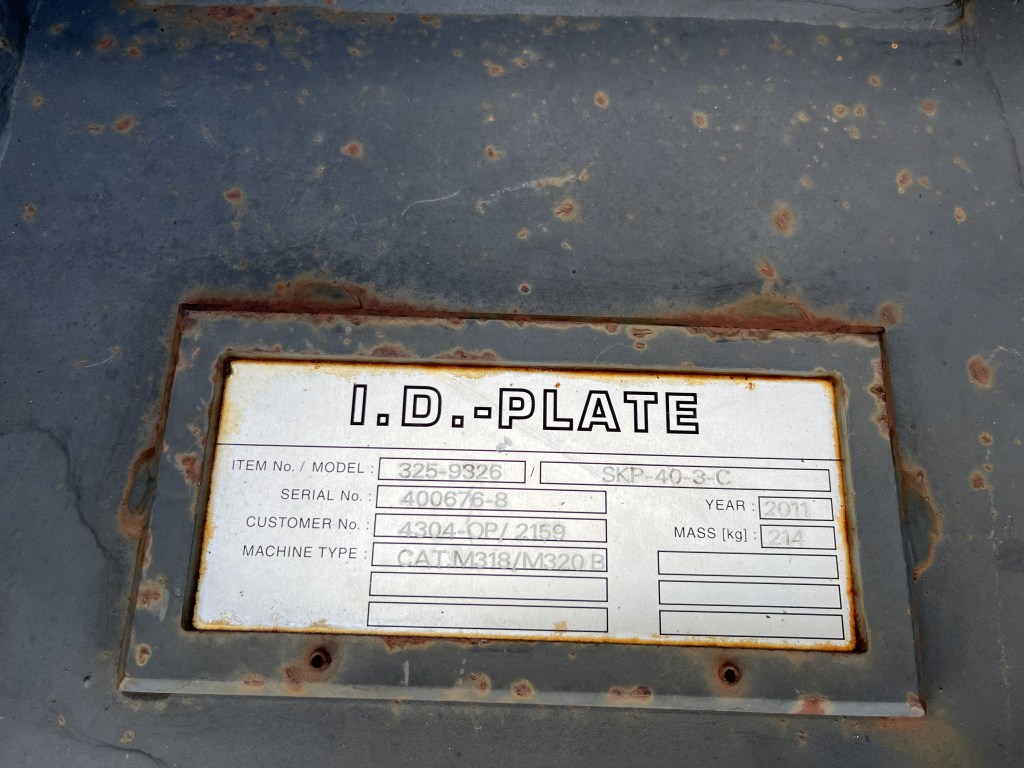 I.D.-PLATE
ITEM No. / MODEL : 325-9326 / SKP-40-3-C
SERIAL No. : 400676-8 YEAR : 2011
CUSTOMER No. : 4304-OP/ 2159 MASS [kg] : 214
MACHINE TYPE : CAT.M318/M320 B